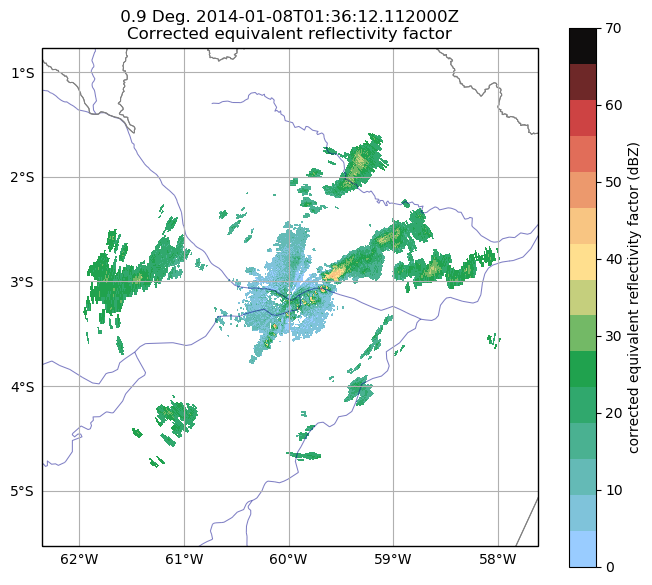 0.9 Deg. 2014-01-08T01:36:12.112000Z
Corrected equivalent reflectivity factor
1°S
2°S
3°S
4°S
5°S
62°W
61°W
60°W
59°W
58°W
70
60
50
40
30
20
10
0
corrected equivalent reflectivity factor (dBZ)